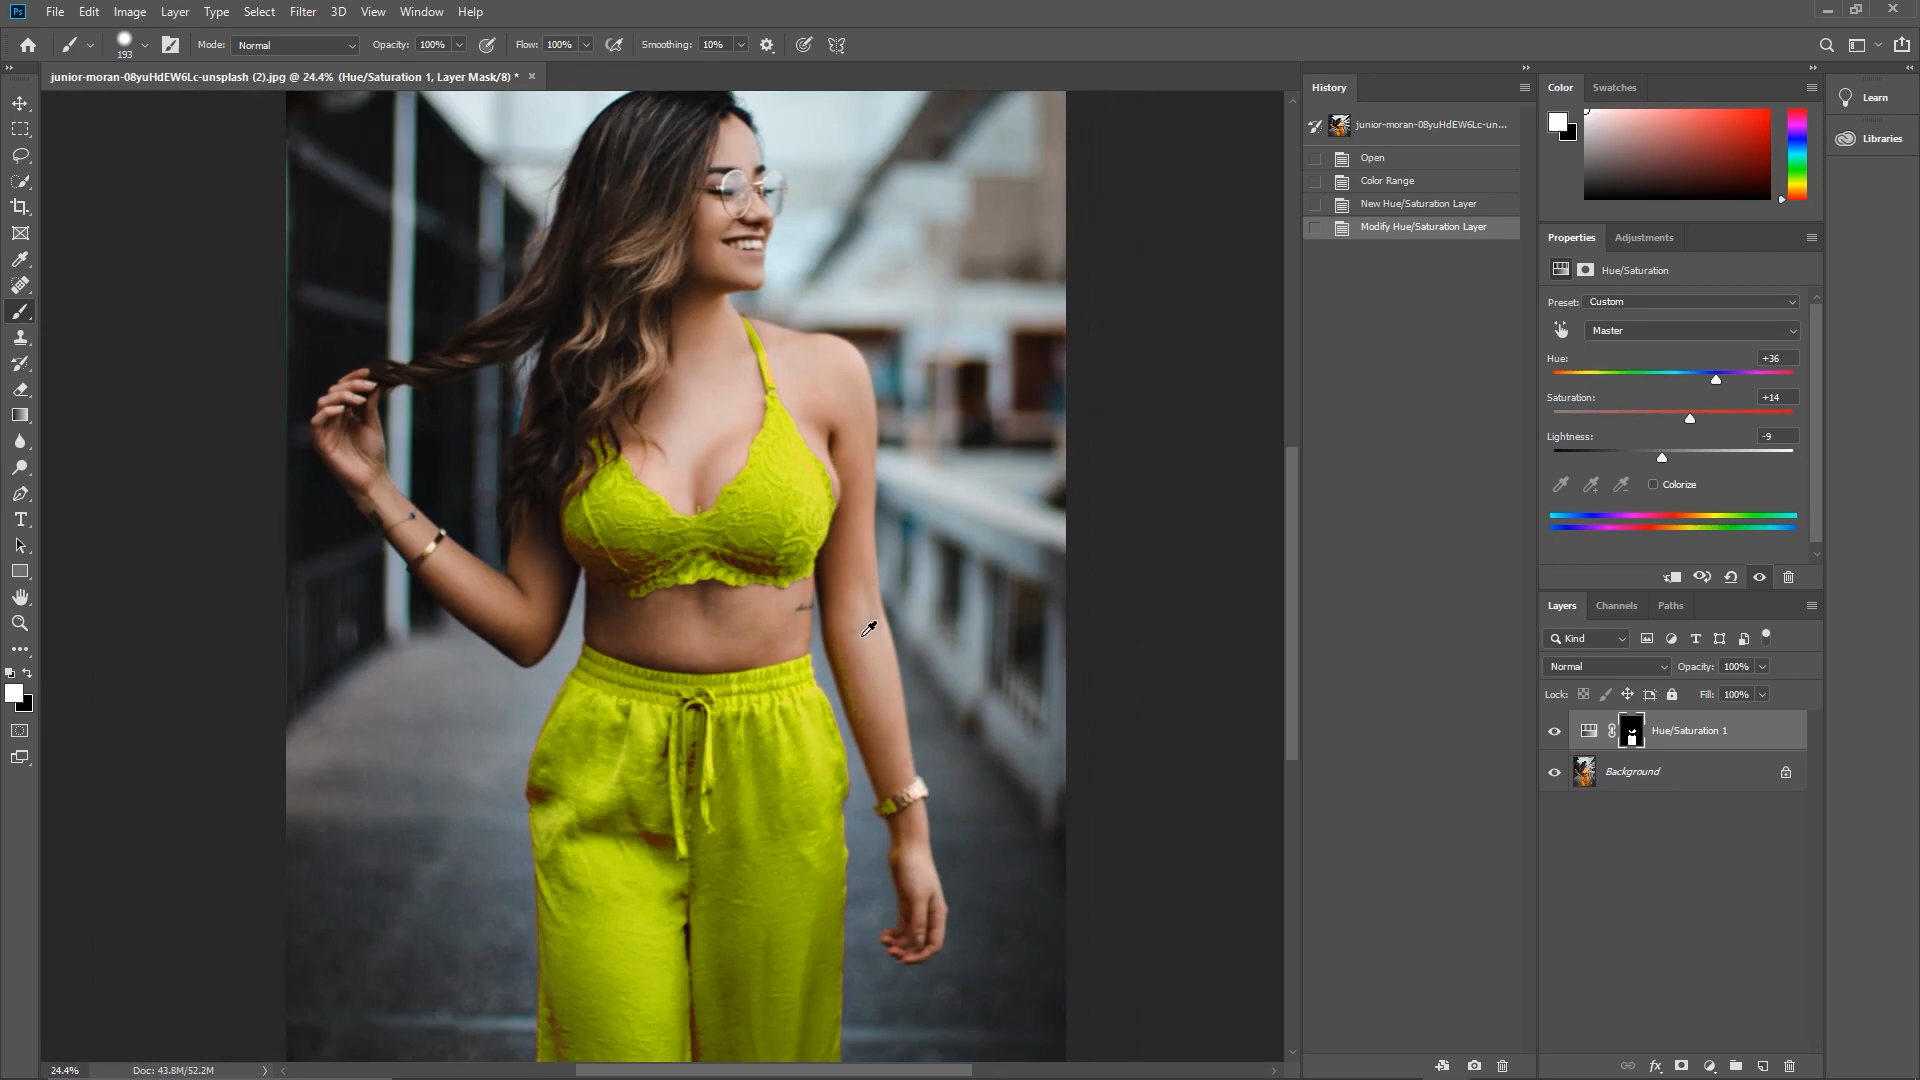 Ps File Edit Image Layer Type Select Filter 3D View Window Help
193 Mode: Normal Opacity: 100% Flow: 100% Smoothing: 10%
junior-moran-08yuHdEW6Lc-unsplash (2).jpg @ 24.4% (Hue/Saturation 1, Layer Mask/8) *
History
junior-moran-08yuHdEW6Lc-un...
Open
Color Range
New Hue/Saturation Layer
Modify Hue/Saturation Layer
Color Swatches
Learn
Libraries
Properties Adjustments
Hue/Saturation
Preset: Custom
Master
Hue: +36
Saturation: +14
Lightness: -9
Colorize
Layers Channels Paths
Kind
Normal Opacity: 100%
Lock: Fill: 100%
Hue/Saturation 1
Background
24.4% Doc: 43.8M/52.2M